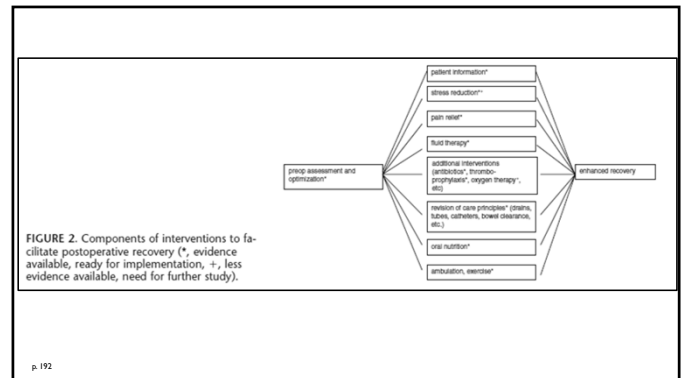 patient information*
stress reduction*+
pain relief*
fluid therapy*
preop assessment and
optimization*
additional interventions
(antibiotics*, thrombo-
prophylaxis*, oxygen therapy+,
etc)
enhanced recovery
revision of care principles* (drains,
tubes, catheters, bowel clearance,
etc.)
oral nutrition*
ambulation, exercise*
FIGURE 2. Components of interventions to fa-
cilitate postoperative recovery (*, evidence
available, ready for implementation, +, less
evidence available, need for further study).
p. 192